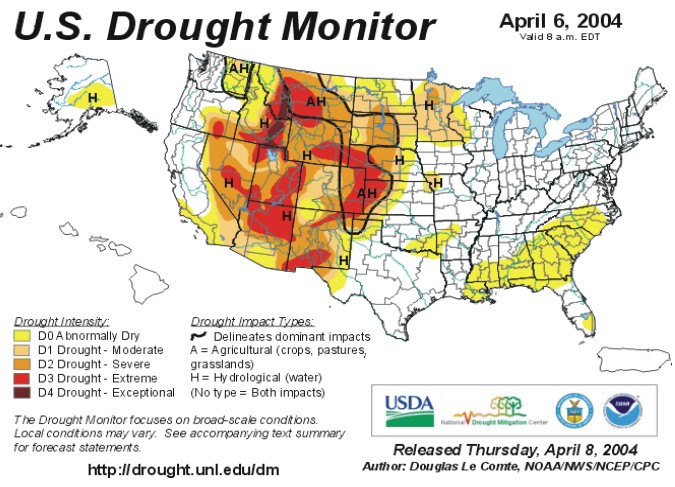 U.S. Drought Monitor
April 6, 2004
Valid 8 a.m. EDT
H
AH
AH
H
H
H
H
H
AH
H
H
H
Drought Intensity:
D0 Abnormally Dry
D1 Drought - Moderate
D2 Drought - Severe
D3 Drought - Extreme
D4 Drought - Exceptional
Drought Impact Types:
Delineates dominant impacts
A = Agricultural (crops, pastures,
grasslands)
H = Hydrological (water)
(No type = Both impacts)
The Drought Monitor focuses on broad-scale conditions.
Local conditions may vary. See accompanying text summary
for forecast statements.
http://drought.unl.edu/dm
USDA
National Drought Mitigation Center
NOAA
Released Thursday, April 8, 2004
Author: Douglas Le Comte, NOAA/NWS/NCEP/CPC